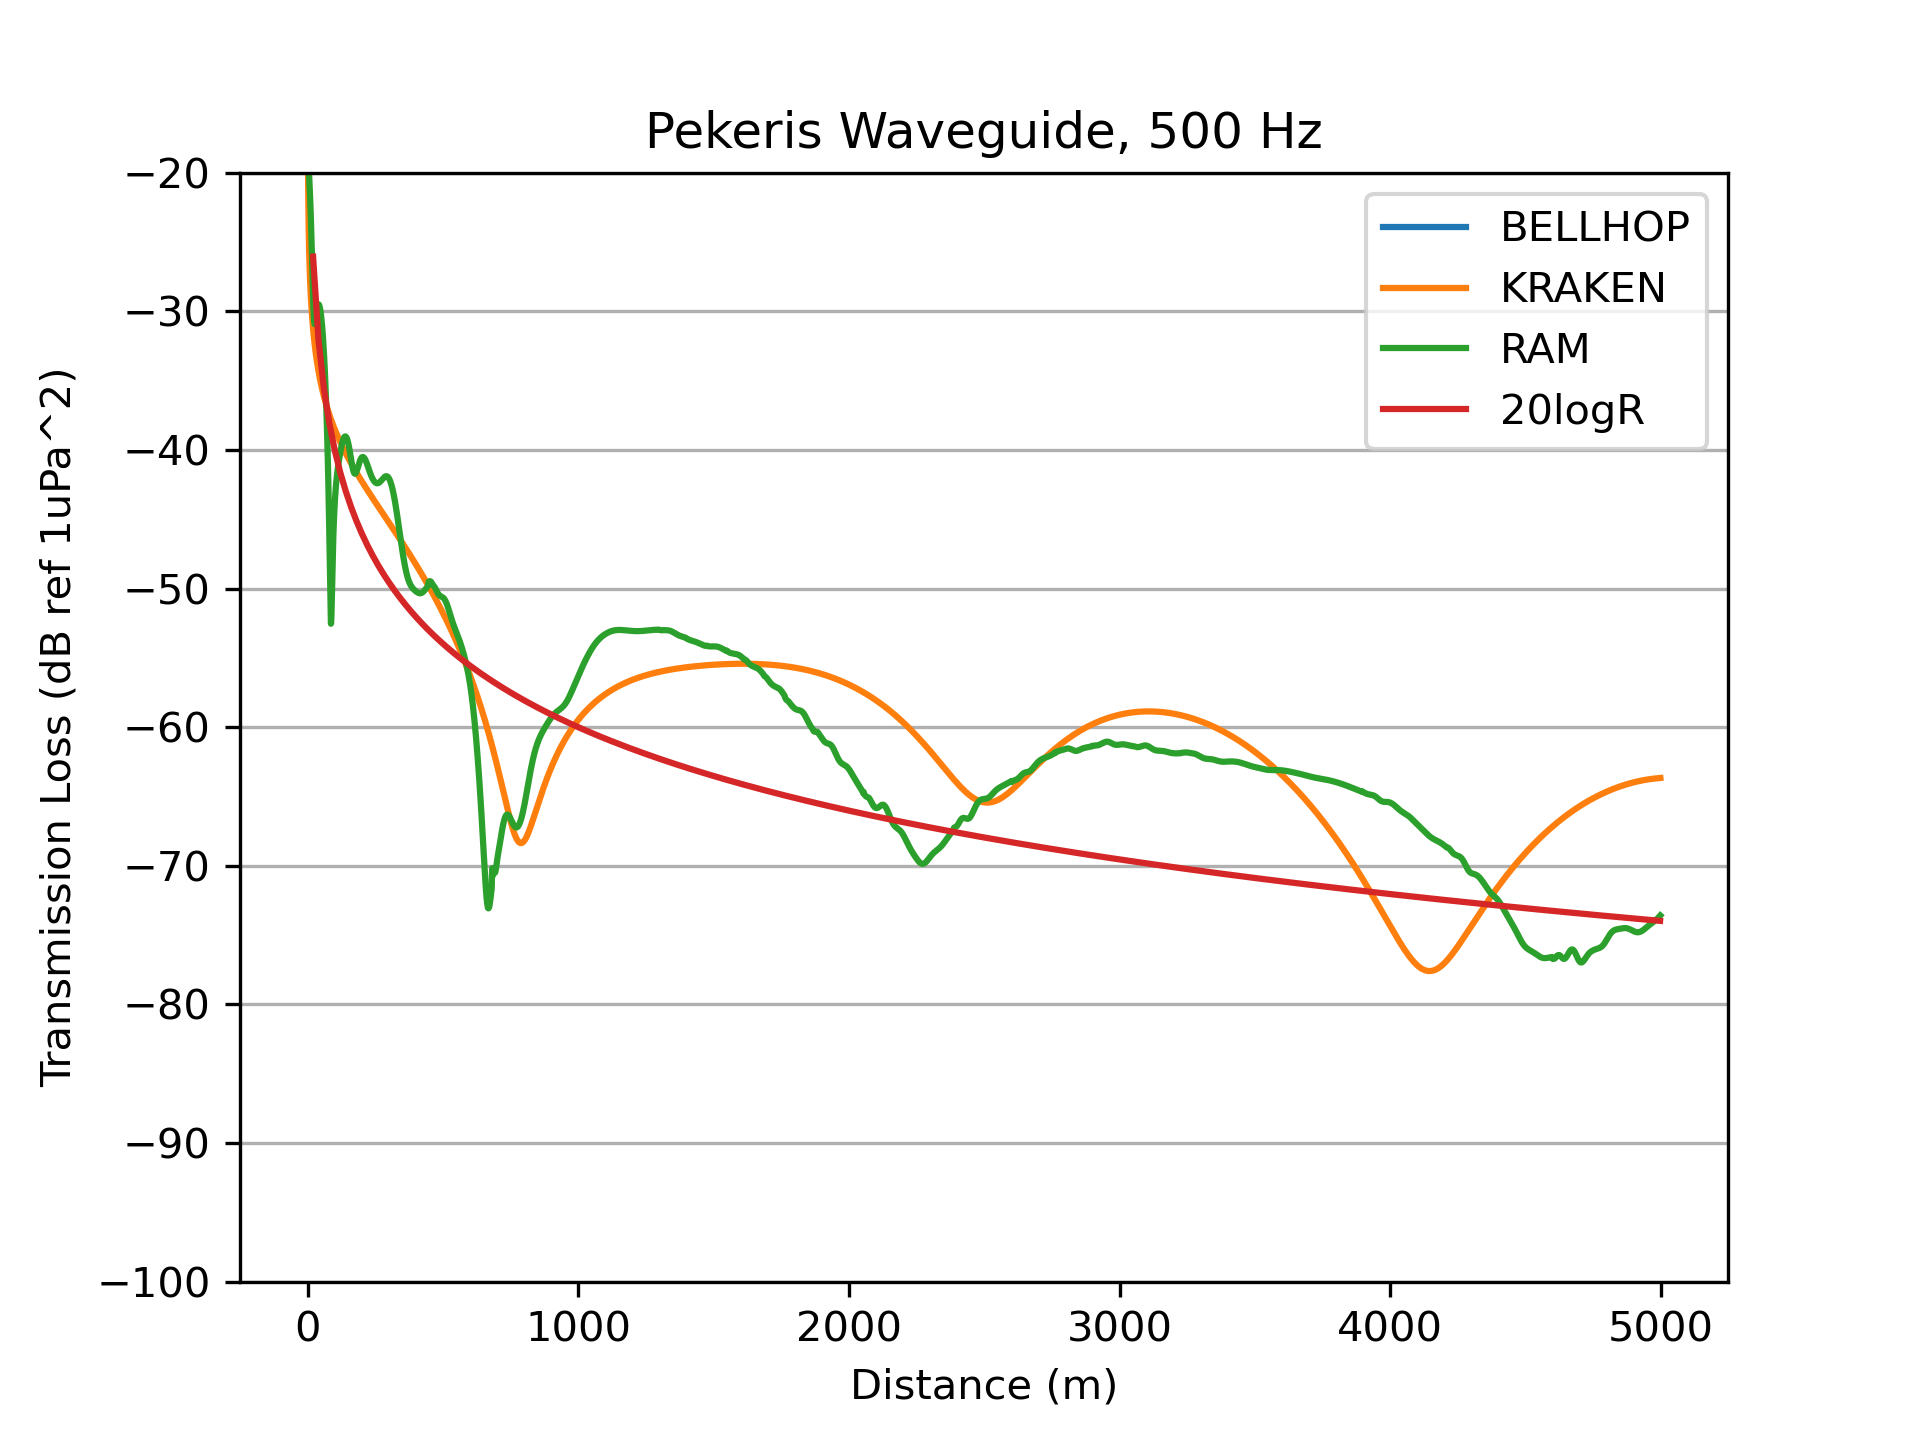 Pekeris Waveguide, 500 Hz
−20
−30
−40
−50
−60
−70
−80
−90
−100
Transmission Loss (dB ref 1uPa^2)
BELLHOP
KRAKEN
RAM
20logR
0 1000 2000 3000 4000 5000
Distance (m)